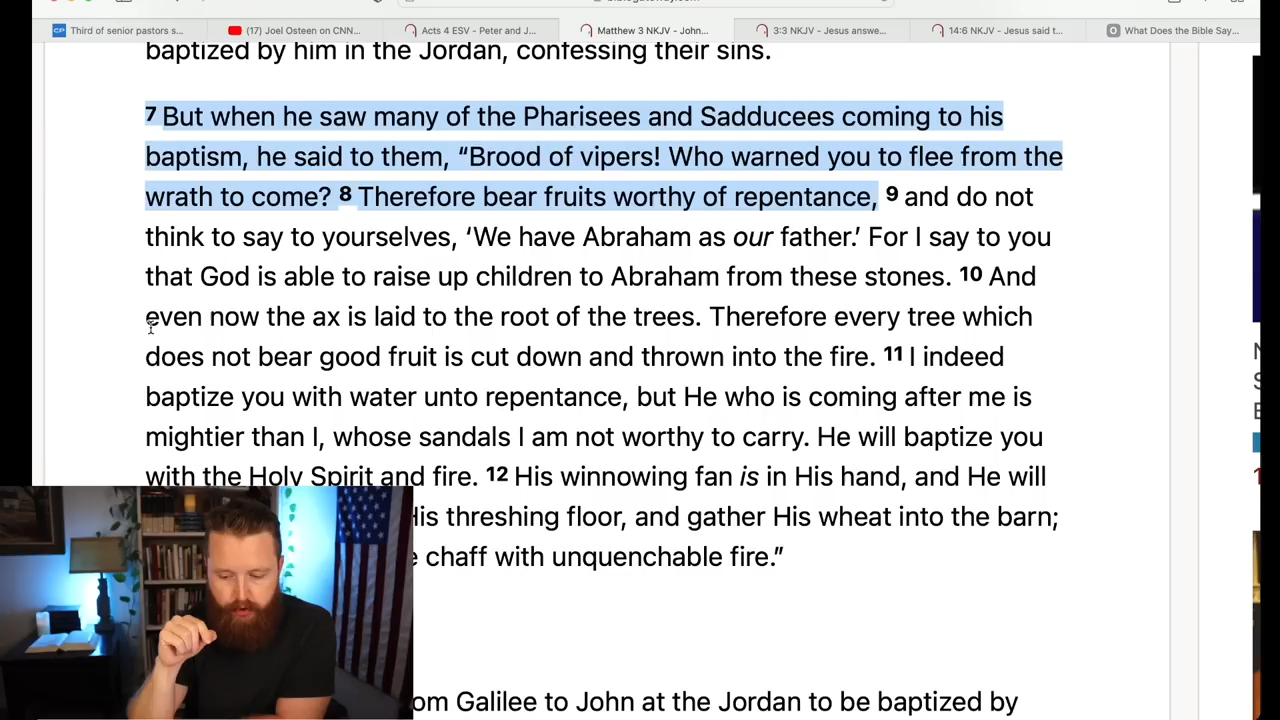 Third of senior pastors s...
(17) Joel Osteen on CNN...
Acts 4 ESV - Peter and J...
Matthew 3 NKJV - John...
3:3 NKJV - Jesus answe...
14:6 NKJV - Jesus said t...
What Does the Bible Say...
baptized by him in the Jordan, confessing their sins.
7 But when he saw many of the Pharisees and Sadducees coming to his
baptism, he said to them, “Brood of vipers! Who warned you to flee from the
wrath to come? 8 Therefore bear fruits worthy of repentance, 9 and do not
think to say to yourselves, ‘We have Abraham as our father.’ For I say to you
that God is able to raise up children to Abraham from these stones. 10 And
even now the ax is laid to the root of the trees. Therefore every tree which
does not bear good fruit is cut down and thrown into the fire. 11 I indeed
baptize you with water unto repentance, but He who is coming after me is
mightier than I, whose sandals I am not worthy to carry. He will baptize you
with the Holy Spirit and fire. 12 His winnowing fan is in His hand, and He will
His threshing floor, and gather His wheat into the barn;
chaff with unquenchable fire.”
om Galilee to John at the Jordan to be baptized by